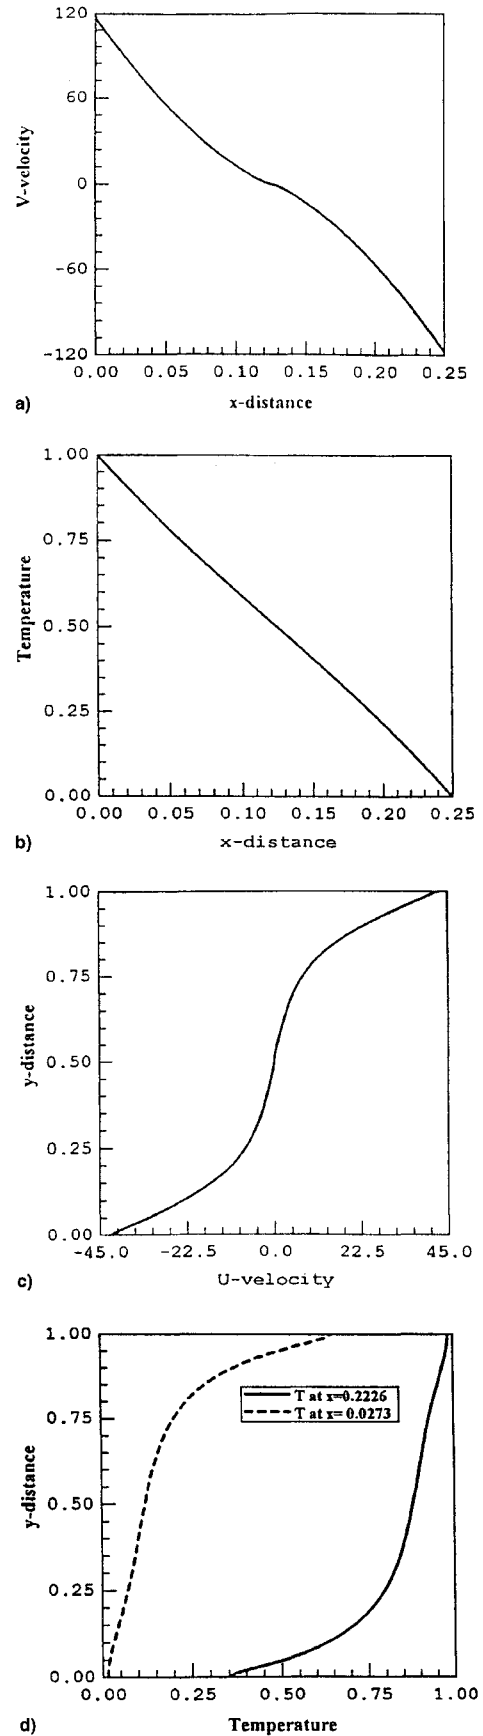 120
60
0
-60
-120
V-velocity
0.00 0.05 0.10 0.15 0.20 0.25
a)
x-distance
1.00
0.75
0.50
0.25
0.00
Temperature
0.00 0.05 0.10 0.15 0.20 0.25
b)
x-distance
1.00
0.75
0.50
0.25
0.00
y-distance
-45.0 -22.5 0.0 22.5 45.0
c)
U-velocity
1.00
0.75
0.50
0.25
0.00
y-distance
T at x=0.2226
T at x= 0.0273
0.00 0.25 0.50 0.75 1.00
d)
Temperature